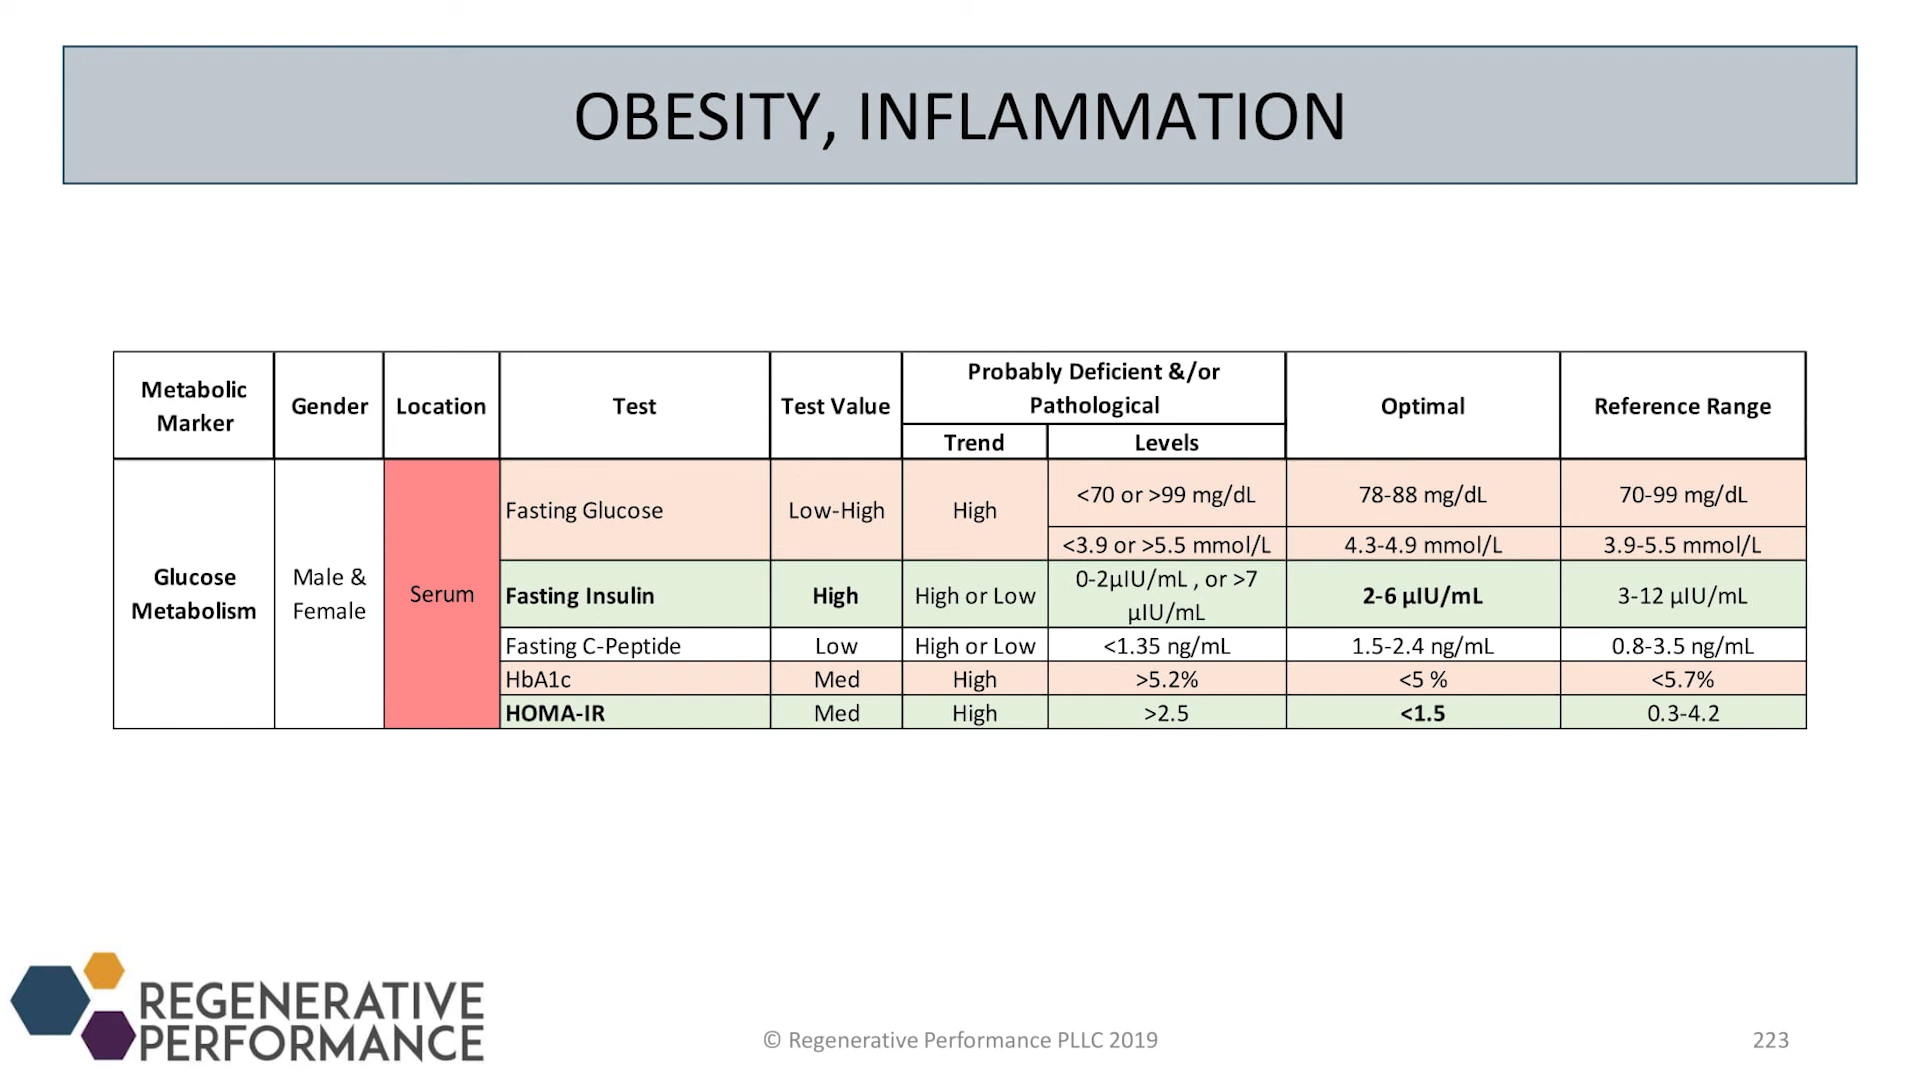 OBESITY, INFLAMMATION
Metabolic
Marker
Gender
Location
Test
Test Value
Probably Deficient &/or
Pathological
Trend
Levels
Optimal
Reference Range
Glucose
Metabolism
Male &
Female
Serum
Fasting Glucose
Low-High
High
<70 or >99 mg/dL
78-88 mg/dL
70-99 mg/dL
<3.9 or >5.5 mmol/L
4.3-4.9 mmol/L
3.9-5.5 mmol/L
Fasting Insulin
High
High or Low
0-2µIU/mL , or >7
µIU/mL
2-6 µIU/mL
3-12 µIU/mL
Fasting C-Peptide
Low
High or Low
<1.35 ng/mL
1.5-2.4 ng/mL
0.8-3.5 ng/mL
HbA1c
Med
High
>5.2%
<5 %
<5.7%
HOMA-IR
Med
High
>2.5
<1.5
0.3-4.2
REGENERATIVE
PERFORMANCE
© Regenerative Performance PLLC 2019
223